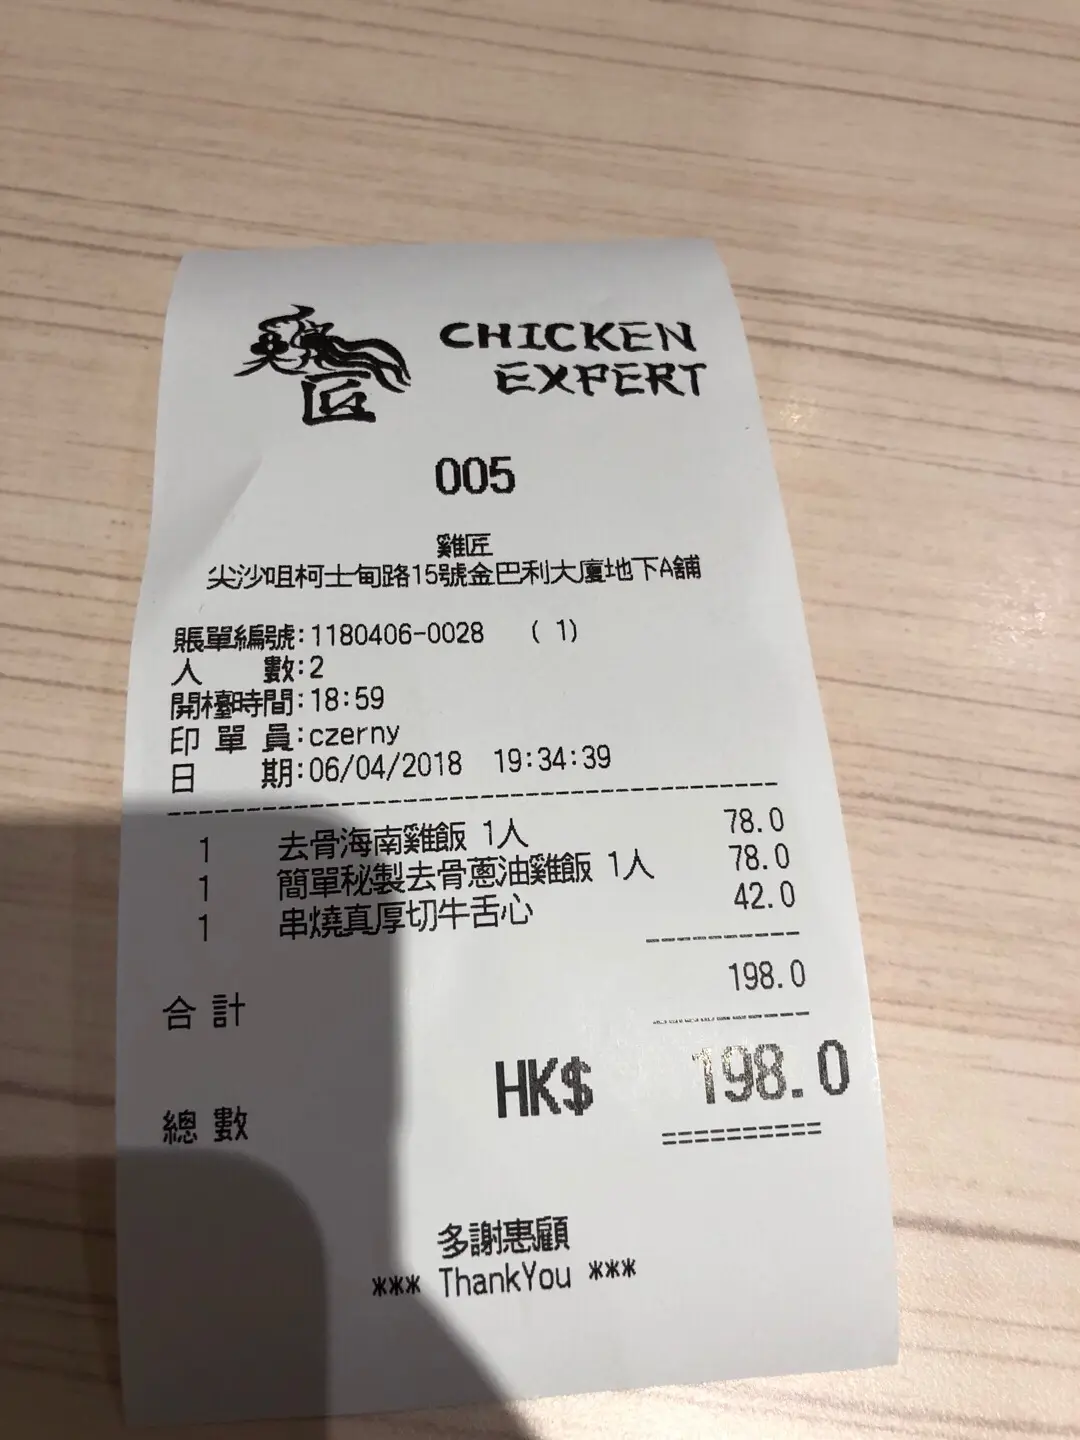 雞匠 CHICKEN
EXPERT
005
雞匠
尖沙咀柯士甸路15號金巴利大廈地下A舖
賬單編號:1180406-0028 ( 1)
人 數:2
開檯時間:18:59
印 單 員:czerny
日 期:06/04/2018 19:34:39
1 去骨海南雞飯 1人 78.0
1 簡單秘製去骨蔥油雞飯 1人 78.0
1 串燒真厚切牛舌心 42.0
合 計 198.0
總 數 HK$ 198.0
多謝惠顧
*** ThankYou ***